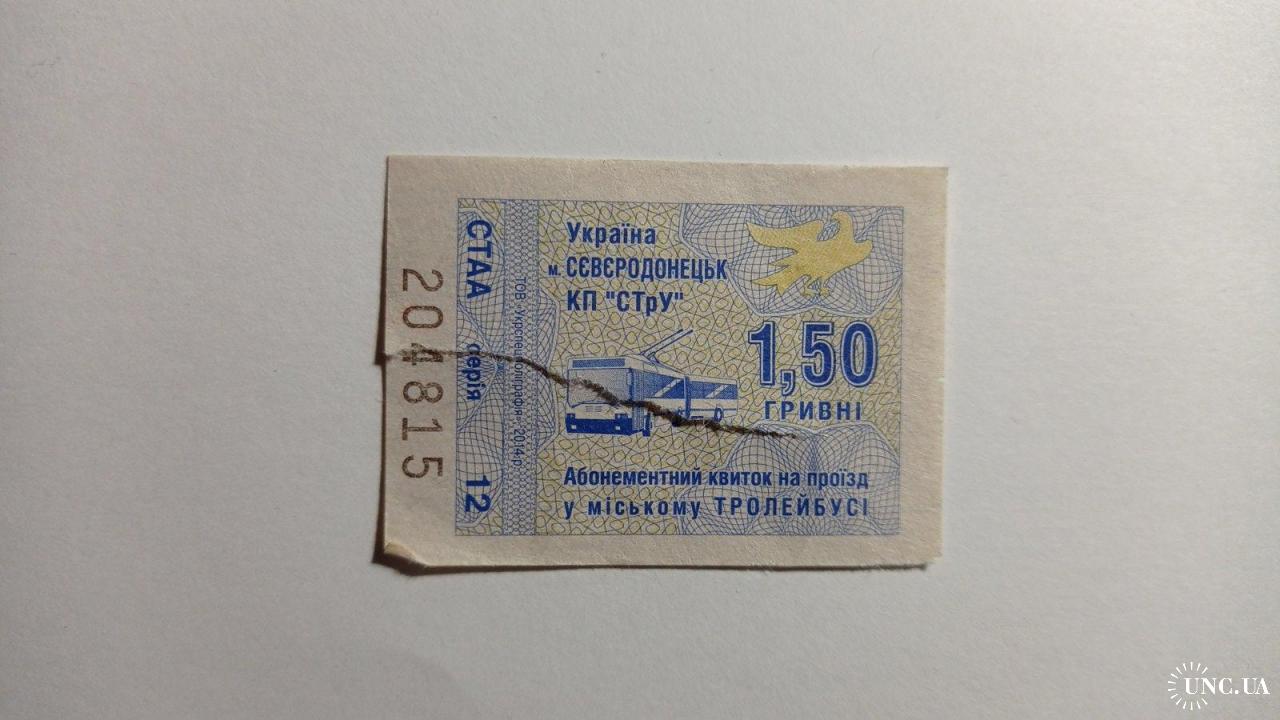 Україна
м. СЄВЄРОДОНЕЦЬК
КП "СТрУ"
1,50
ГРИВНІ
Абонементний квиток на проїзд
у міському ТРОЛЕЙБУСІ
СТАА серія 12
ТОВ 2014 р.
204815
UNC.UA